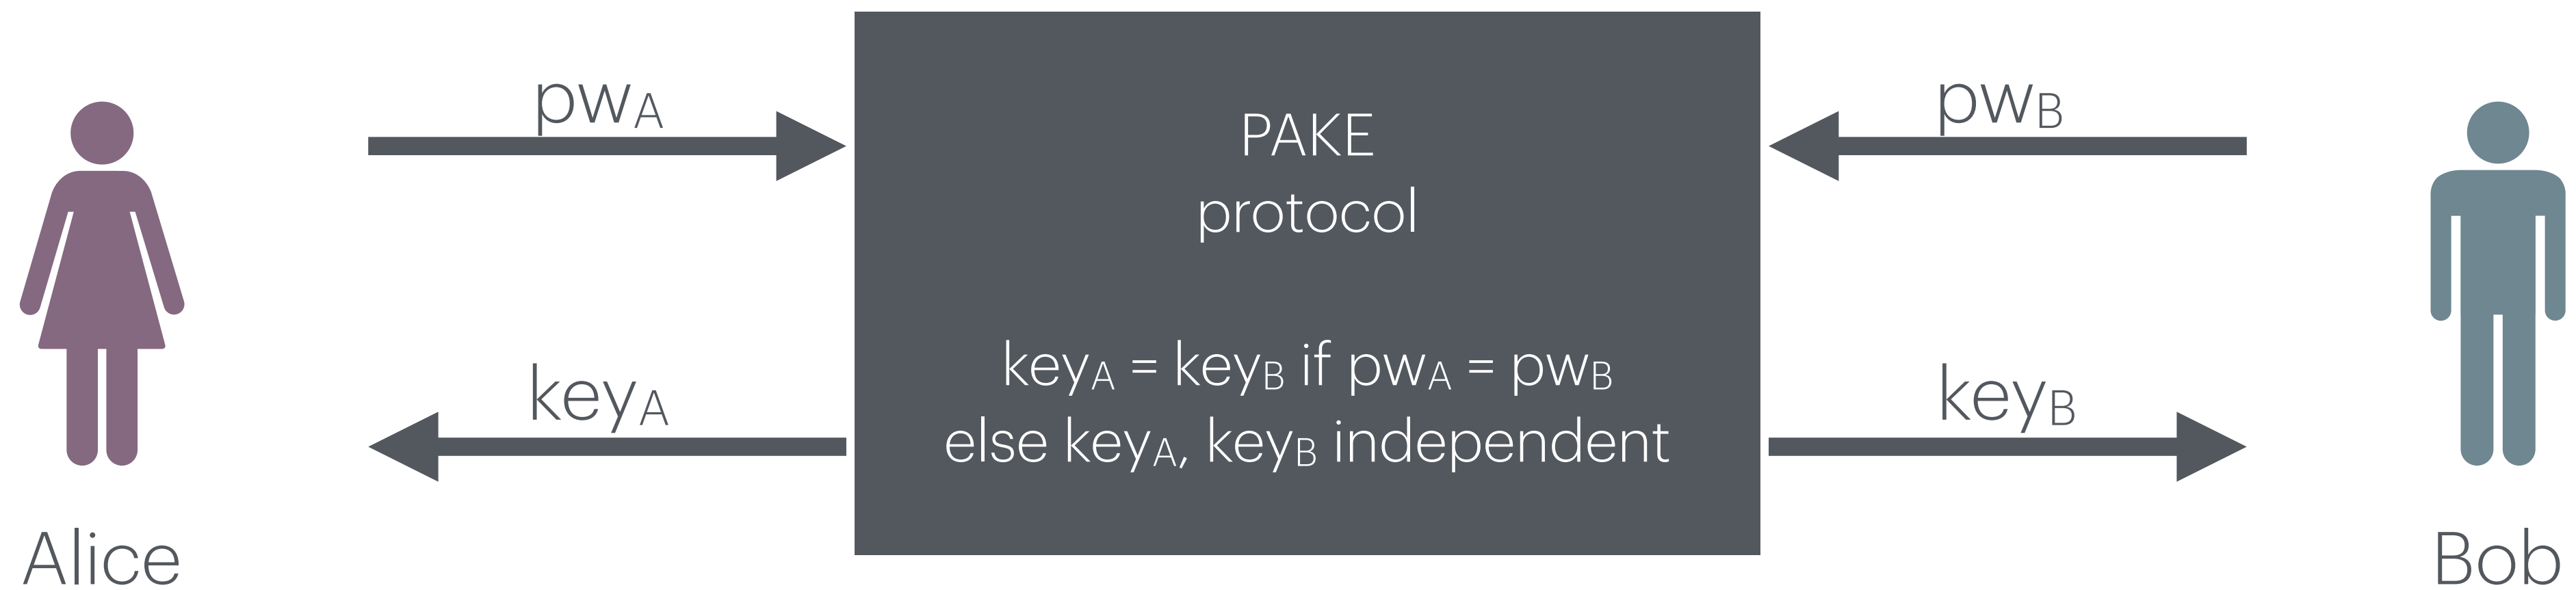 pwA
pwB
PAKE
protocol
keyA = keyB if pwA = pwB
else keyA, keyB independent
keyA
keyB
Alice
Bob